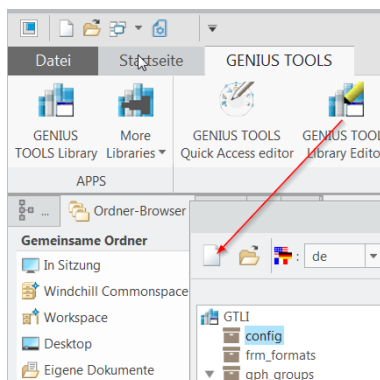 Datei Startseite GENIUS TOOLS
GENIUS More GENIUS TOOLS GENIUS TOOL
TOOLS Library Libraries Quick Access editor Library Edito
APPS
... Ordner-Browser
Gemeinsame Ordner
In Sitzung
Windchill Commonspace
Workspace
Desktop
Eigene Dokumente
: de
GTLI
config
frm_formats
gph_groups